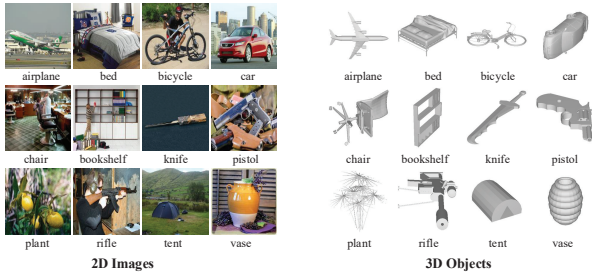 airplane bed bicycle car airplane bed bicycle car
chair bookshelf knife pistol chair bookshelf knife pistol
plant rifle tent vase plant rifle tent vase
2D Images 3D Objects